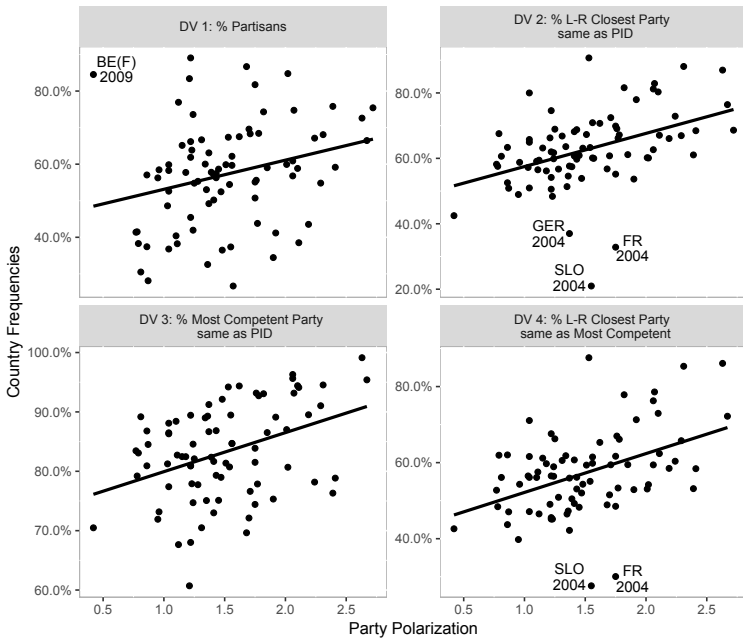 DV 1: % Partisans
DV 2: % L-R Closest Party
same as PID
BE(F)
2009
80.0%
60.0%
40.0%
80.0%
60.0%
40.0%
20.0%
GER
2004
FR
2004
SLO
2004
Country Frequencies
DV 3: % Most Competent Party
same as PID
DV 4: % L-R Closest Party
same as Most Competent
100.0%
90.0%
80.0%
70.0%
60.0%
80.0%
60.0%
40.0%
SLO
2004
FR
2004
0.5 1.0 1.5 2.0 2.5
0.5 1.0 1.5 2.0 2.5
Party Polarization